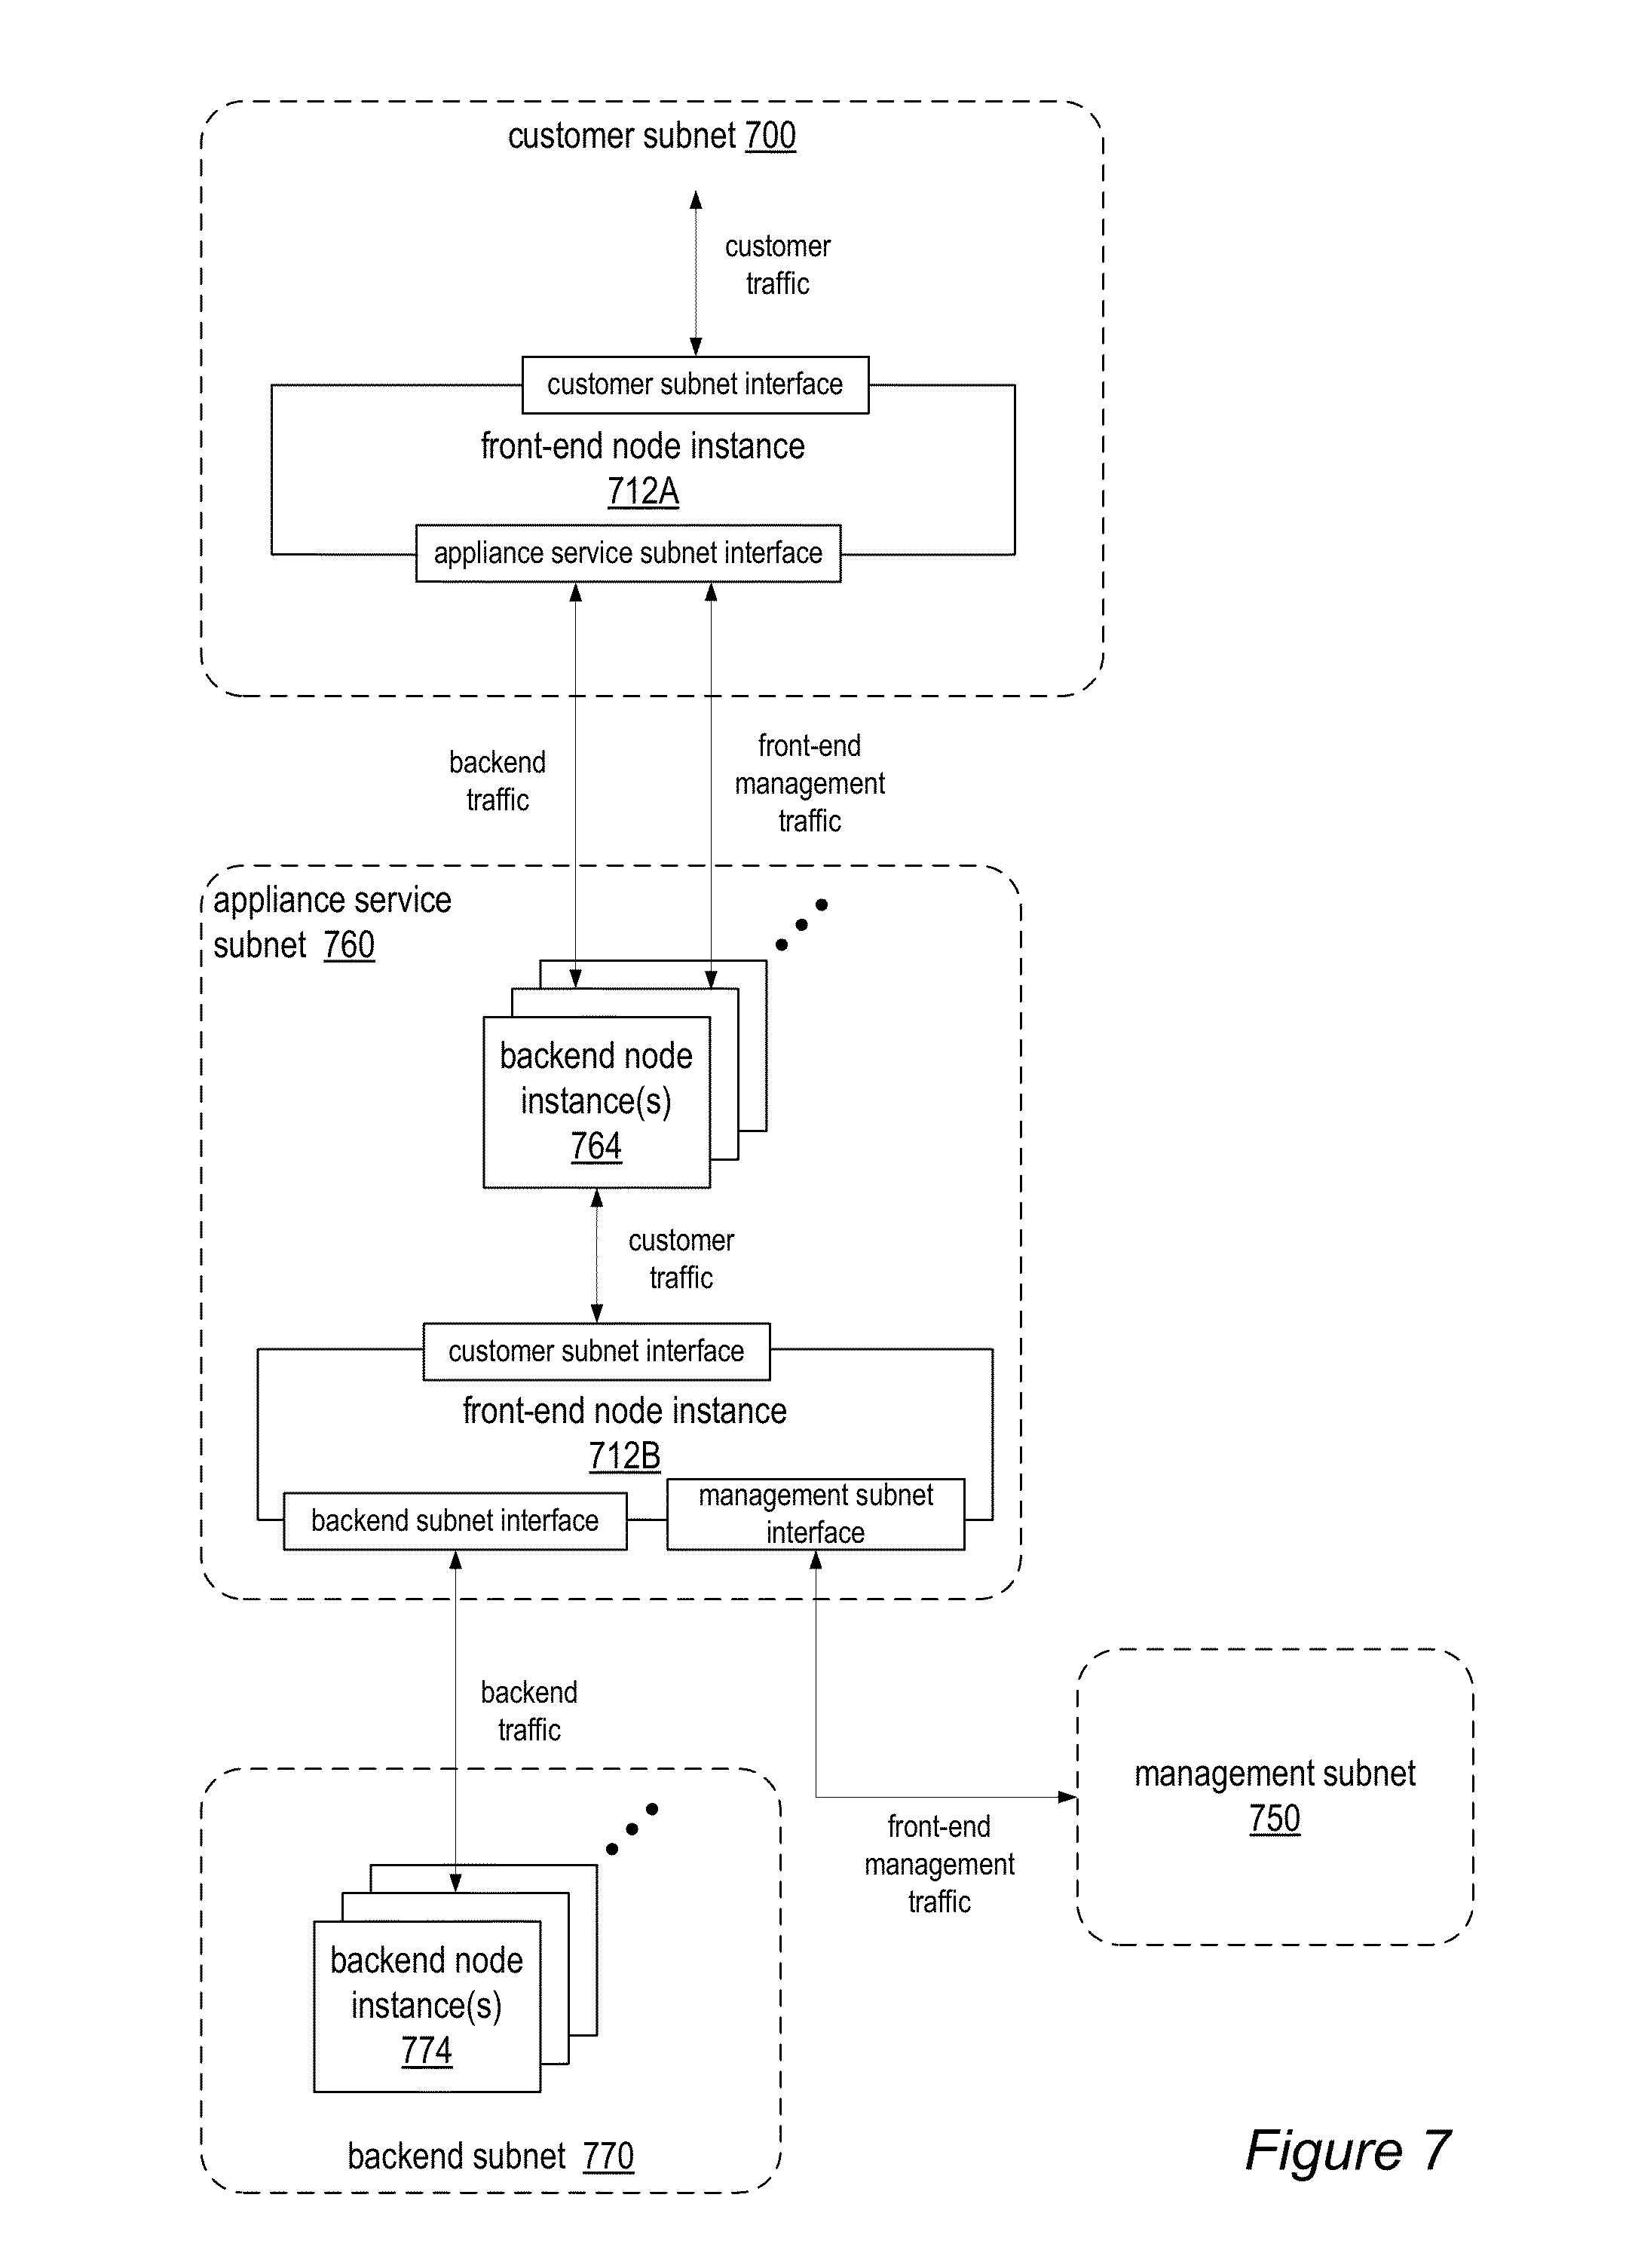 customer subnet 700
customer
traffic
customer subnet interface
front-end node instance
712A
appliance service subnet interface
backend
traffic
front-end
management
traffic
appliance service
subnet 760
backend node
instance(s)
764
customer
traffic
customer subnet interface
front-end node instance
712B
backend subnet interface
management subnet
interface
backend
traffic
management subnet
750
front-end
management
traffic
backend node
instance(s)
774
backend subnet 770
Figure 7